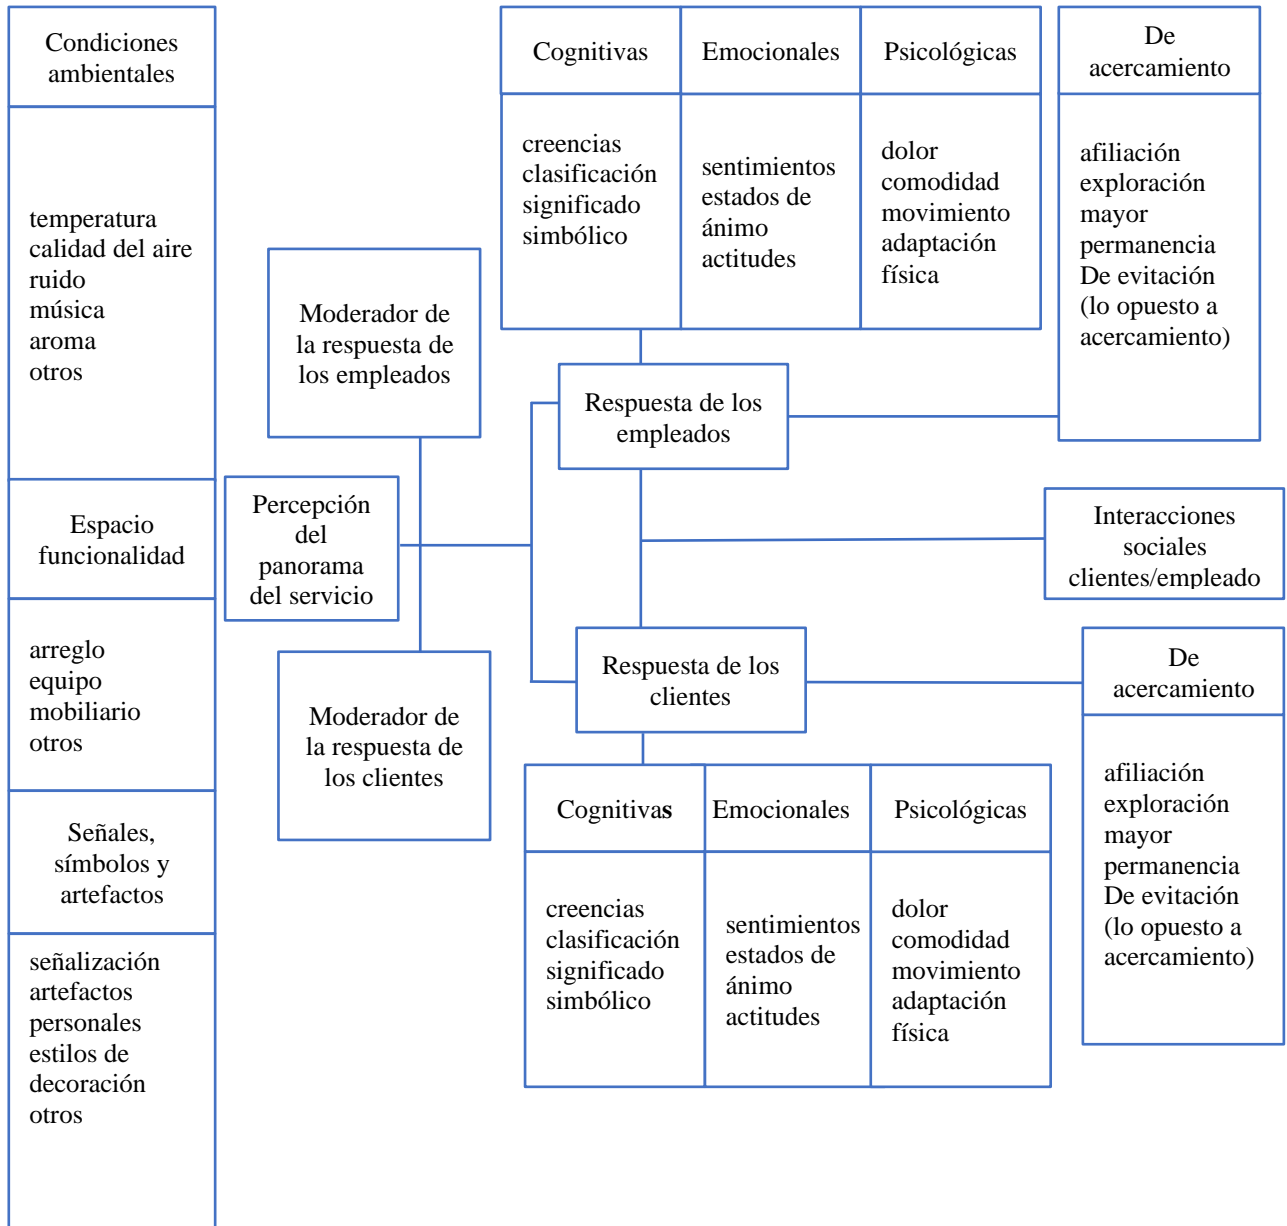 Condiciones
ambientales
temperatura
calidad del aire
ruido
música
aroma
otros
Espacio
funcionalidad
arreglo
equipo
mobiliario
otros
Señales,
símbolos y
artefactos
señalización
artefactos
personales
estilos de
decoración
otros
Percepción
del
panorama
del servicio
Moderador de
la respuesta de
los empleados
Moderador de
la respuesta de
los clientes
Cognitivas
Emocionales
Psicológicas
creencias
clasificación
significado
simbólico
sentimientos
estados de
ánimo
actitudes
dolor
comodidad
movimiento
adaptación
física
De
acercamiento
afiliación
exploración
mayor
permanencia
De evitación
(lo opuesto a
acercamiento)
Respuesta de los
empleados
Interacciones
sociales
clientes/empleado
Respuesta de los
clientes
Cognitivas
Emocionales
Psicológicas
creencias
clasificación
significado
simbólico
sentimientos
estados de
ánimo
actitudes
dolor
comodidad
movimiento
adaptación
física
De
acercamiento
afiliación
exploración
mayor
permanencia
De evitación
(lo opuesto a
acercamiento)